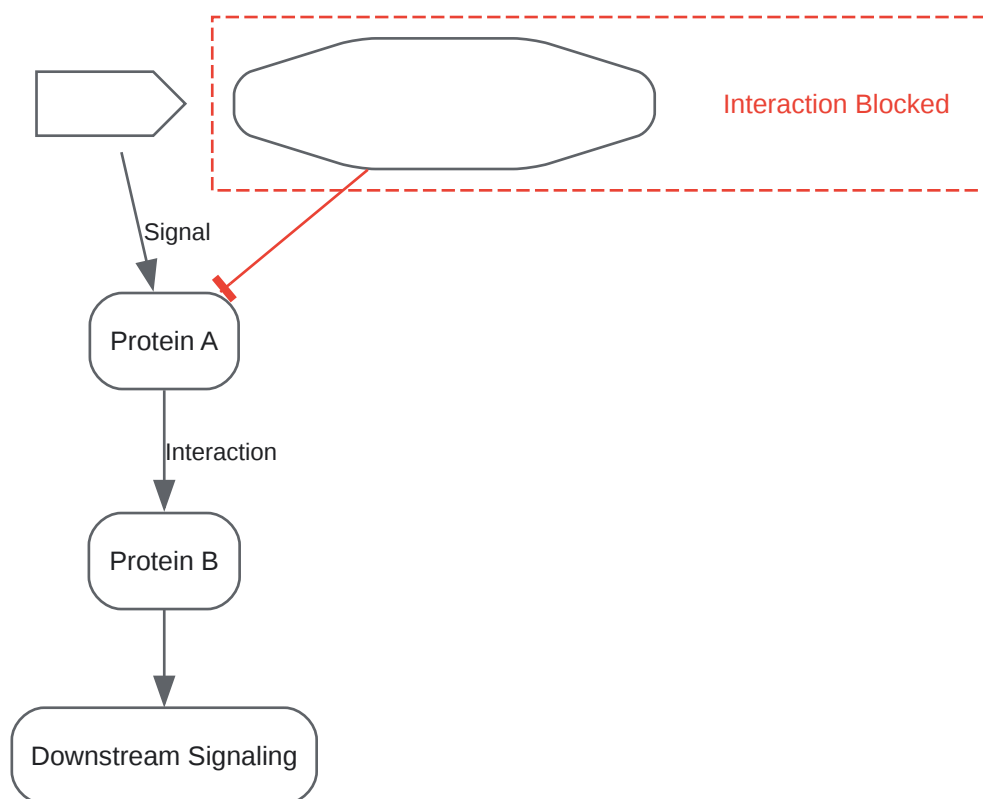 Interaction Blocked
Signal
Protein A
Interaction
Protein B
Downstream Signaling